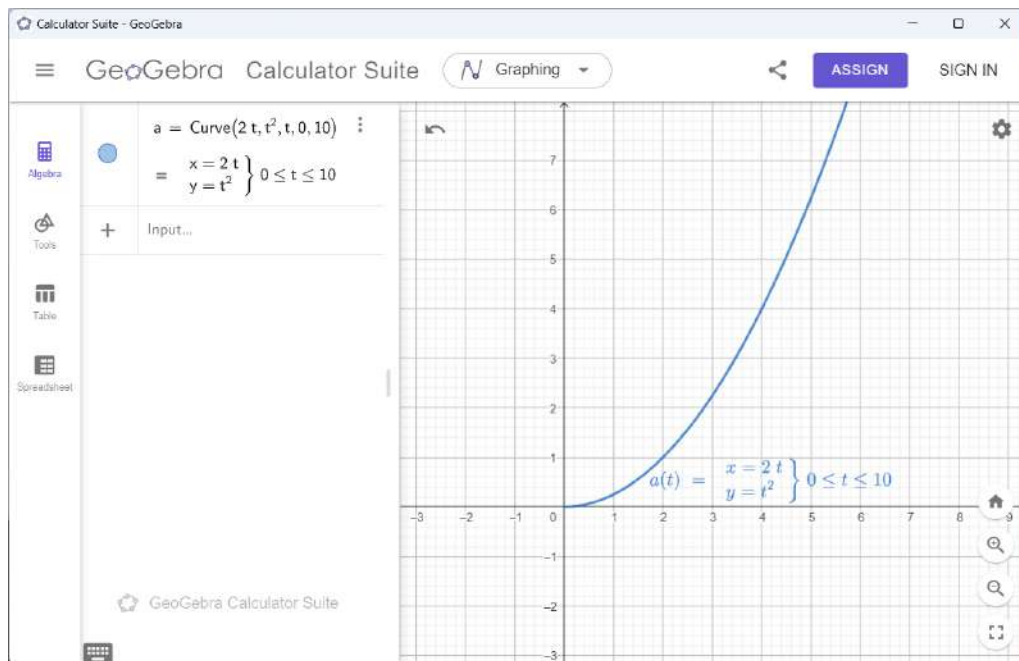 Calculator Suite - GeoGebra
GeoGebra Calculator Suite Graphing ASSIGN SIGN IN
a = Curve(2 t, t², t, 0, 10)
= x = 2 t
y = t² } 0 ≤ t ≤ 10
Algebra
Input...
Tools
Table
Spreadsheet
GeoGebra Calculator Suite
7
6
5
4
3
2
1
a(t) = x = 2 t
y = t² } 0 ≤ t ≤ 10
–3 –2 –1 0 1 2 3 4 5 6 7 8 9
–1
–2
–3